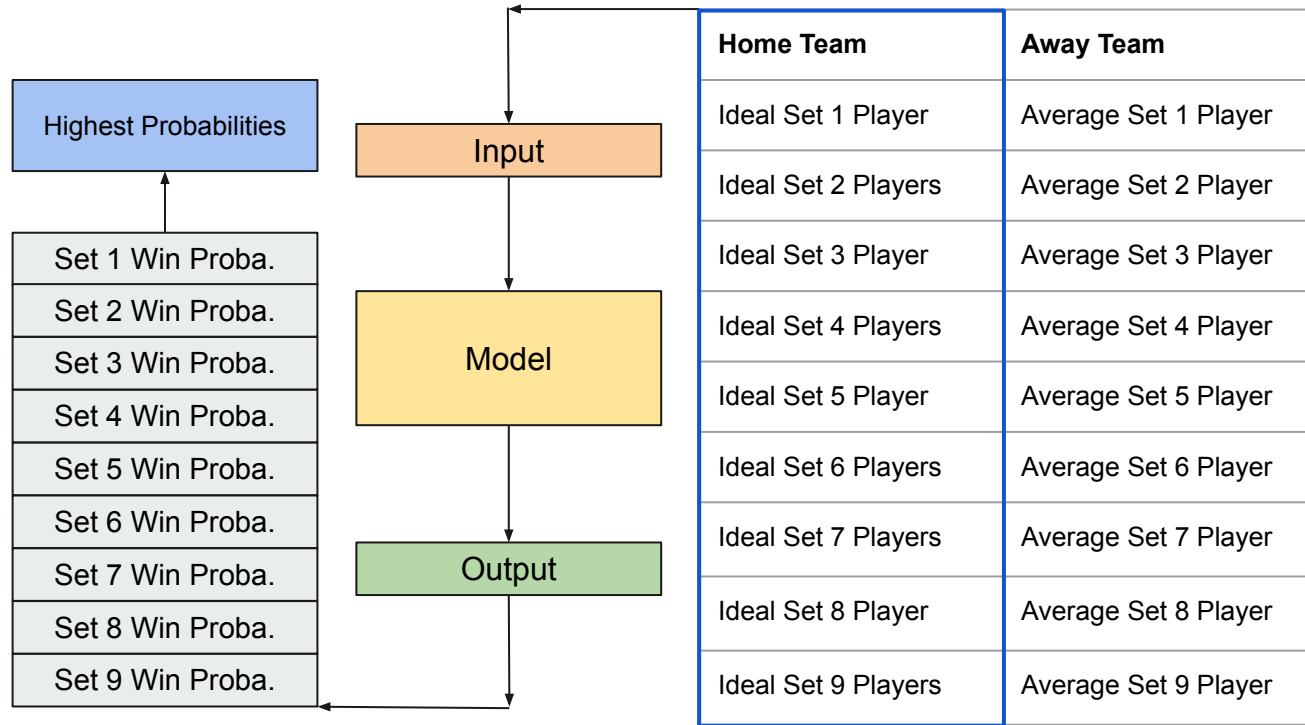 Highest Probabilities
Set 1 Win Proba.
Set 2 Win Proba.
Set 3 Win Proba.
Set 4 Win Proba.
Set 5 Win Proba.
Set 6 Win Proba.
Set 7 Win Proba.
Set 8 Win Proba.
Set 9 Win Proba.
Input
Model
Output
Home Team Away Team
Ideal Set 1 Player Average Set 1 Player
Ideal Set 2 Players Average Set 2 Player
Ideal Set 3 Player Average Set 3 Player
Ideal Set 4 Players Average Set 4 Player
Ideal Set 5 Player Average Set 5 Player
Ideal Set 6 Players Average Set 6 Player
Ideal Set 7 Players Average Set 7 Player
Ideal Set 8 Player Average Set 8 Player
Ideal Set 9 Players Average Set 9 Player